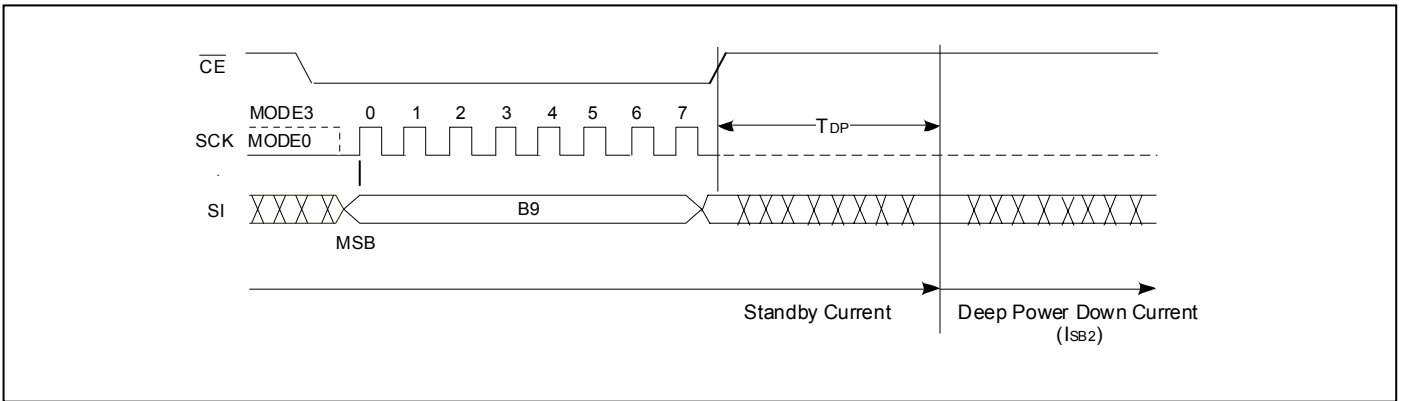 CE
MODE3 0 1 2 3 4 5 6 7
TDP
SCK MODE0
SI B9
MSB
Standby Current Deep Power Down Current
(ISB2)